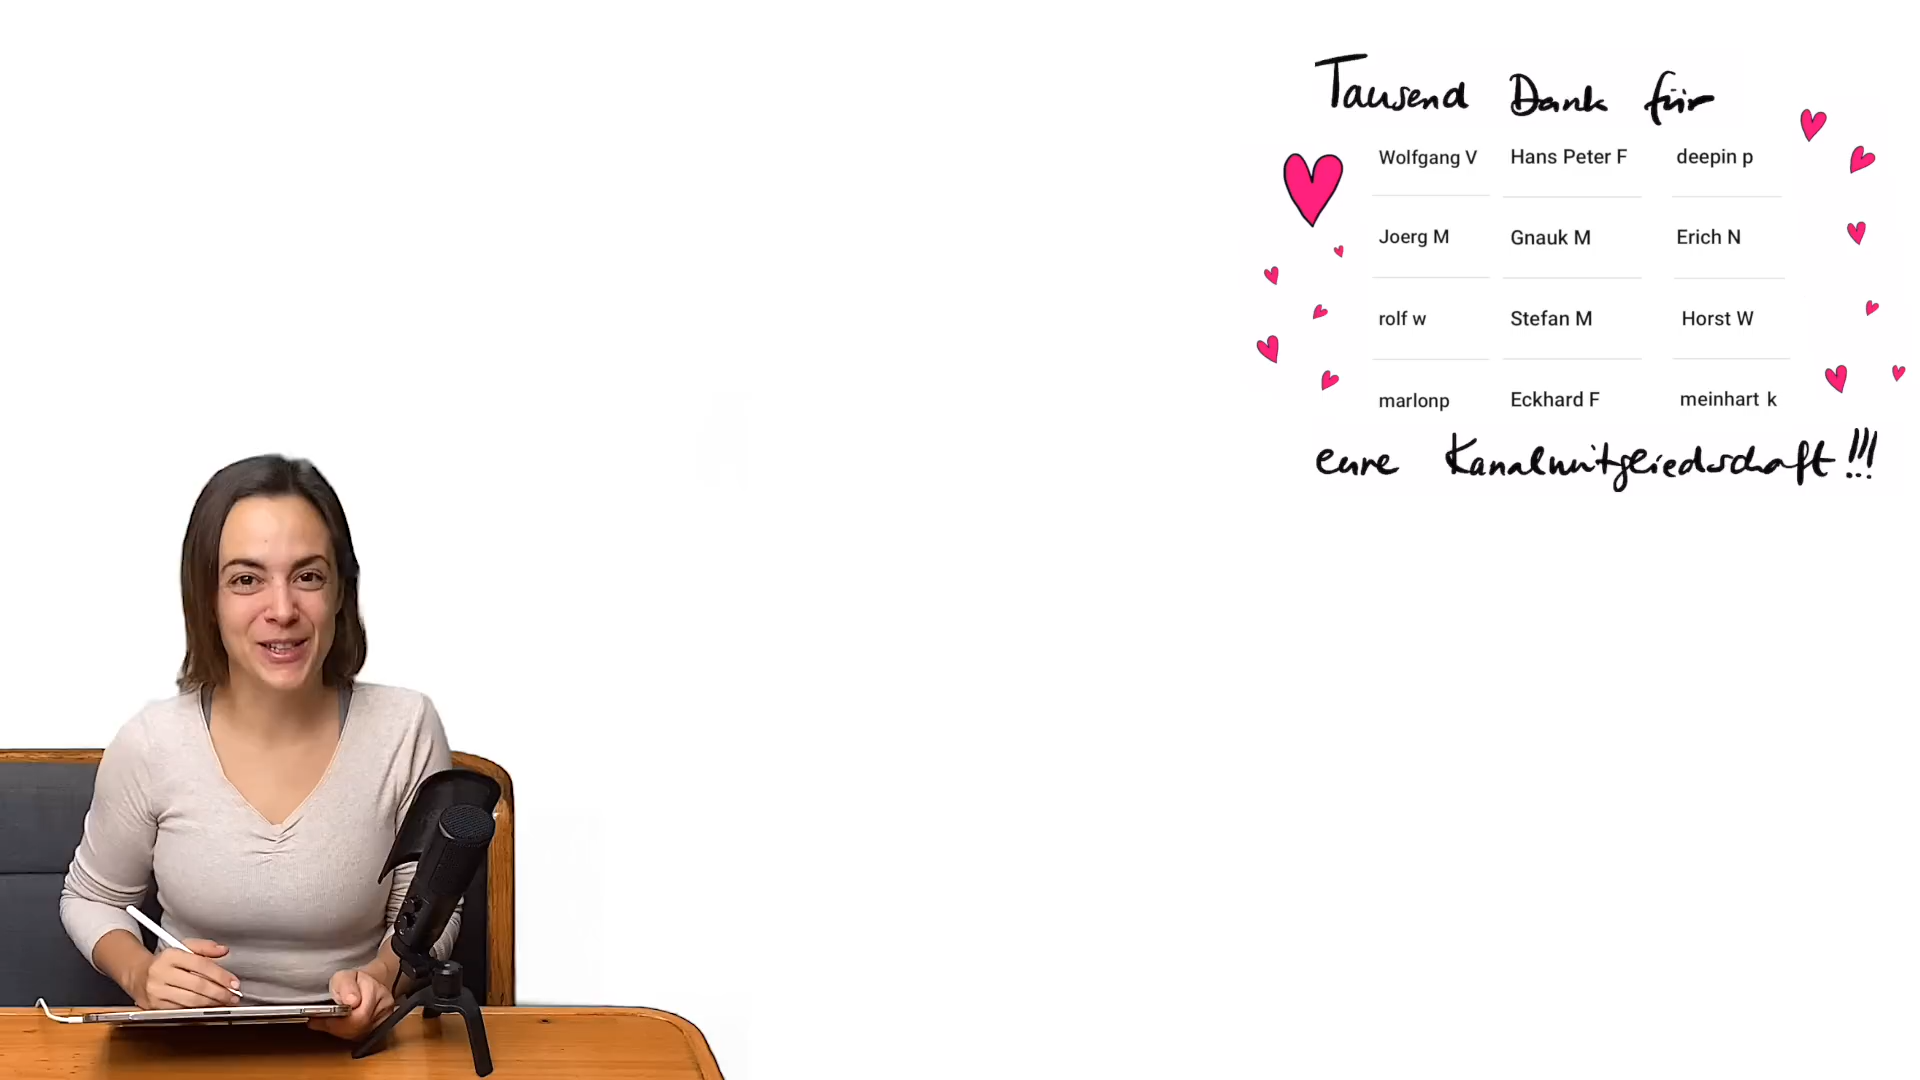 Tausend Dank für
Wolfgang V Hans Peter F deepin p
Joerg M Gnauk M Erich N
rolf w Stefan M Horst W
marlonp Eckhard F meinhart k
eure Kanalmitgliedschaft!!!